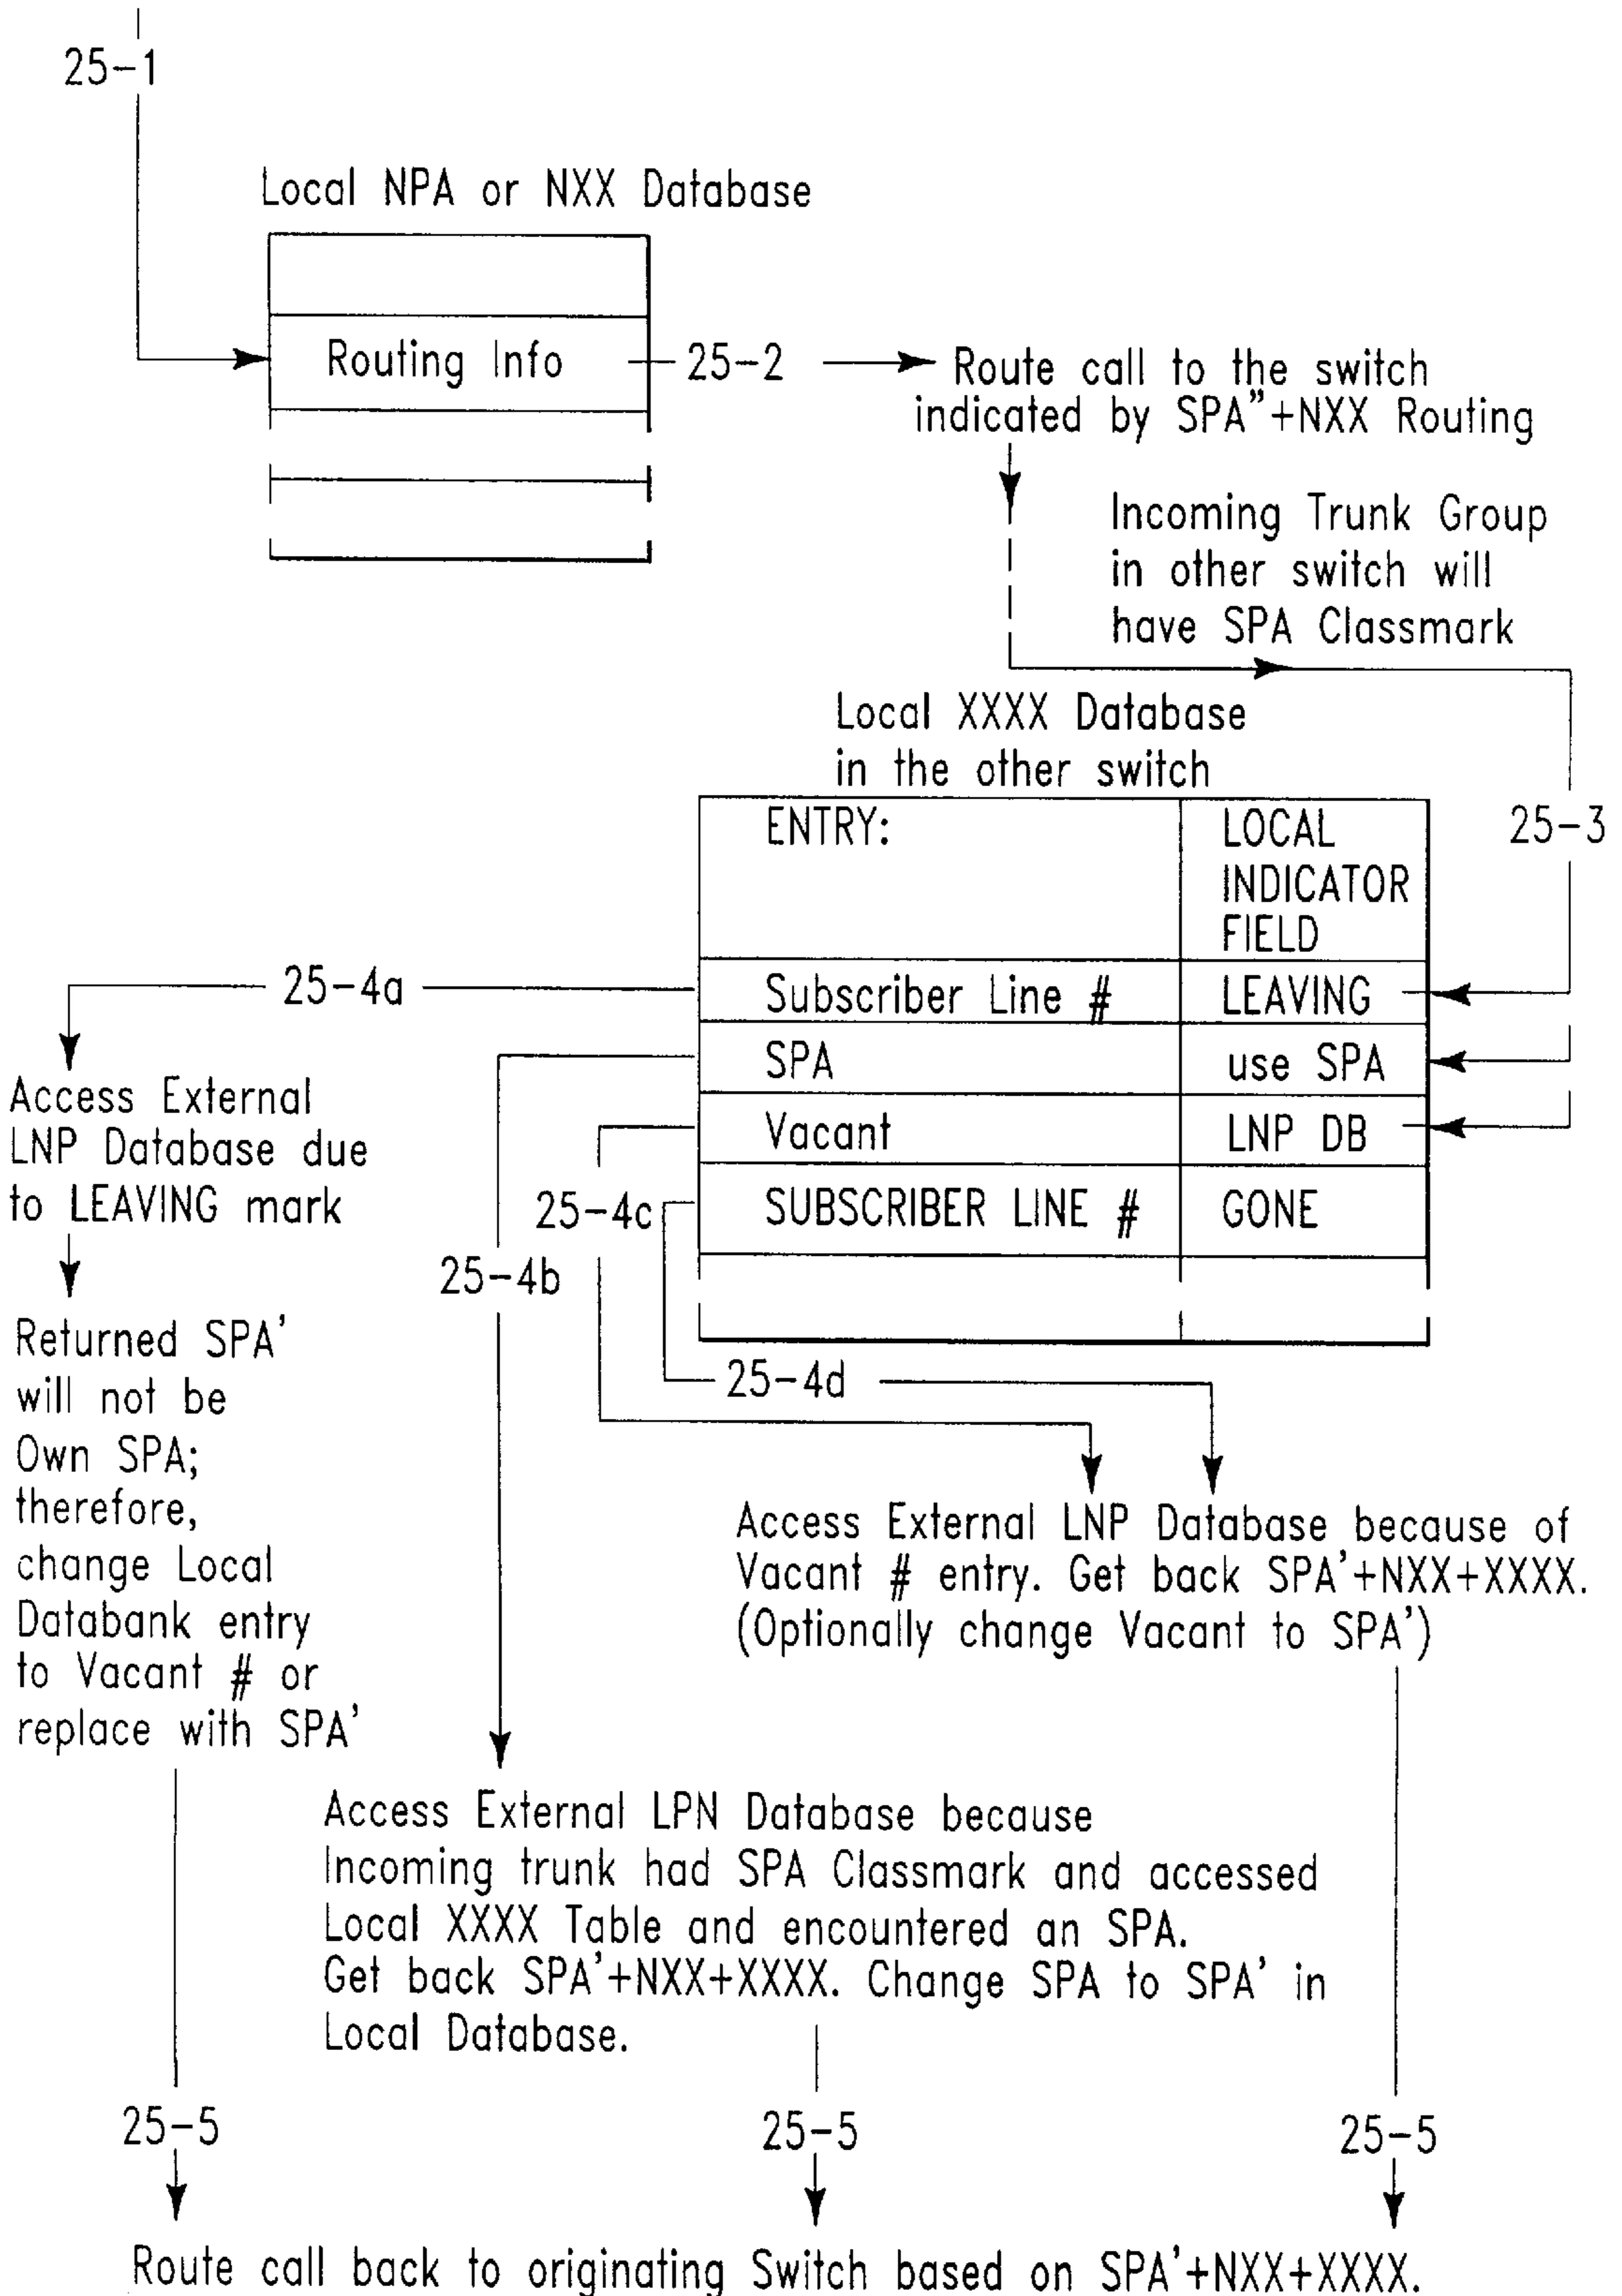 25-1
Local NPA or NXX Database
Routing Info
25-2
Route call to the switch
indicated by SPA"+NXX Routing
Incoming Trunk Group
in other switch will
have SPA Classmark
Local XXXX Database
in the other switch
25-3
ENTRY:
LOCAL
INDICATOR
FIELD
25-4a
Subscriber Line #
LEAVING
SPA
use SPA
Vacant
LNP DB
SUBSCRIBER LINE #
GONE
25-4c
25-4b
25-4d
Access External
LNP Database due
to LEAVING mark
Returned SPA'
will not be
Own SPA;
therefore,
change Local
Databank entry
to Vacant # or
replace with SPA'
Access External LNP Database because of
Vacant # entry. Get back SPA'+NXX+XXXX.
(Optionally change Vacant to SPA')
Access External LPN Database because
Incoming trunk had SPA Classmark and accessed
Local XXXX Table and encountered an SPA.
Get back SPA'+NXX+XXXX. Change SPA to SPA' in
Local Database.
25-5
25-5
25-5
Route call back to originating Switch based on SPA'+NXX+XXXX.